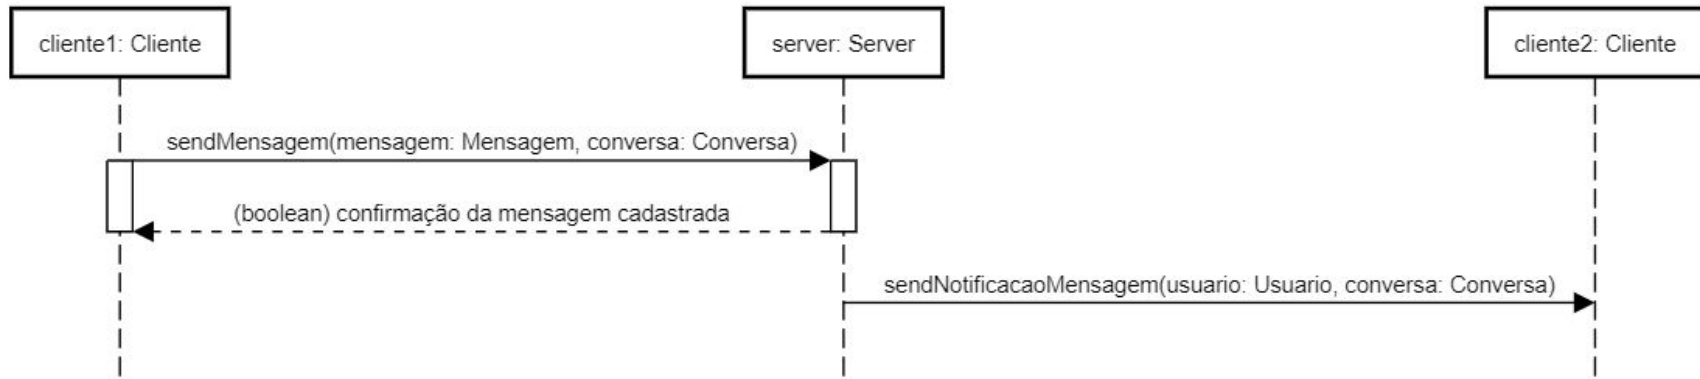 cliente1: Cliente
server: Server
cliente2: Cliente
sendMensagem(mensagem: Mensagem, conversa: Conversa)
(boolean) confirmação da mensagem cadastrada
sendNotificacaoMensagem(usuario: Usuario, conversa: Conversa)